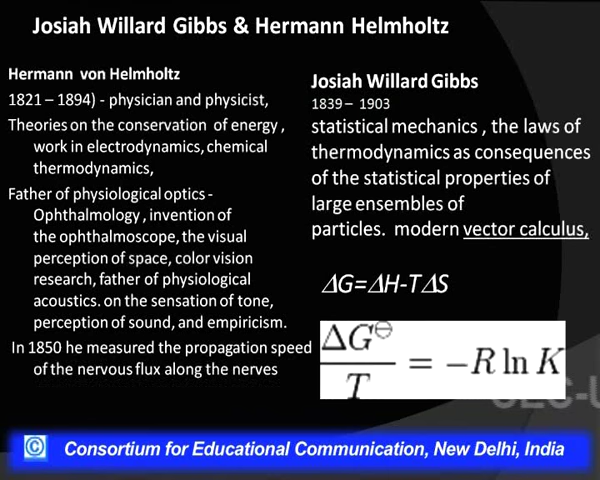 Josiah Willard Gibbs & Hermann Helmholtz
Hermann von Helmholtz
1821 – 1894) - physician and physicist,
Theories on the conservation of energy ,
work in electrodynamics, chemical
thermodynamics,
Father of physiological optics -
Ophthalmology , invention of
the ophthalmoscope, the visual
perception of space, color vision
research, father of physiological
acoustics. on the sensation of tone,
perception of sound, and empiricism.
In 1850 he measured the propagation speed
of the nervous flux along the nerves
Josiah Willard Gibbs
1839 – 1903
statistical mechanics , the laws of
thermodynamics as consequences
of the statistical properties of
large ensembles of
particles. modern vector calculus,
ΔG=ΔH-TΔS
ΔG⊖/T = −R ln K
CEC-U
© Consortium for Educational Communication, New Delhi, India